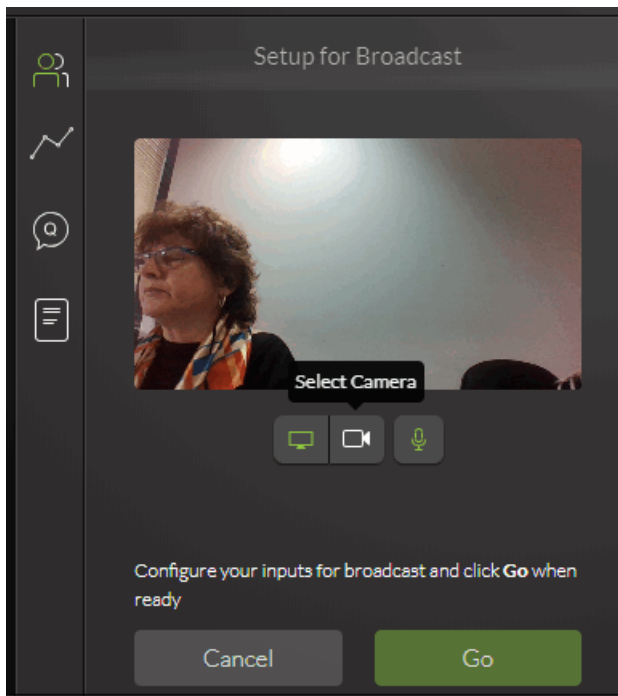 Setup for Broadcast
Q
Select Camera
Configure your inputs for broadcast and click Go when
ready
Cancel
Go